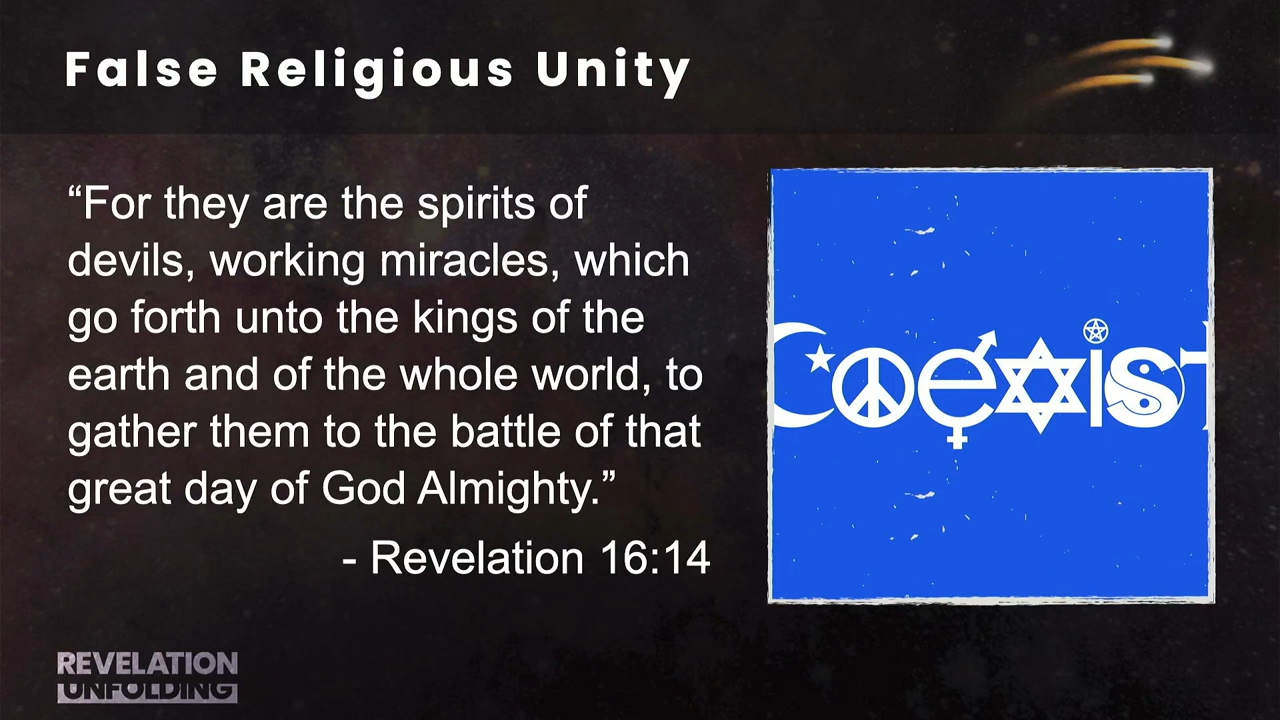 False Religious Unity
“For they are the spirits of
devils, working miracles, which
go forth unto the kings of the
earth and of the whole world, to
gather them to the battle of that
great day of God Almighty.”
- Revelation 16:14
Coexist
REVELATION
UNFOLDING